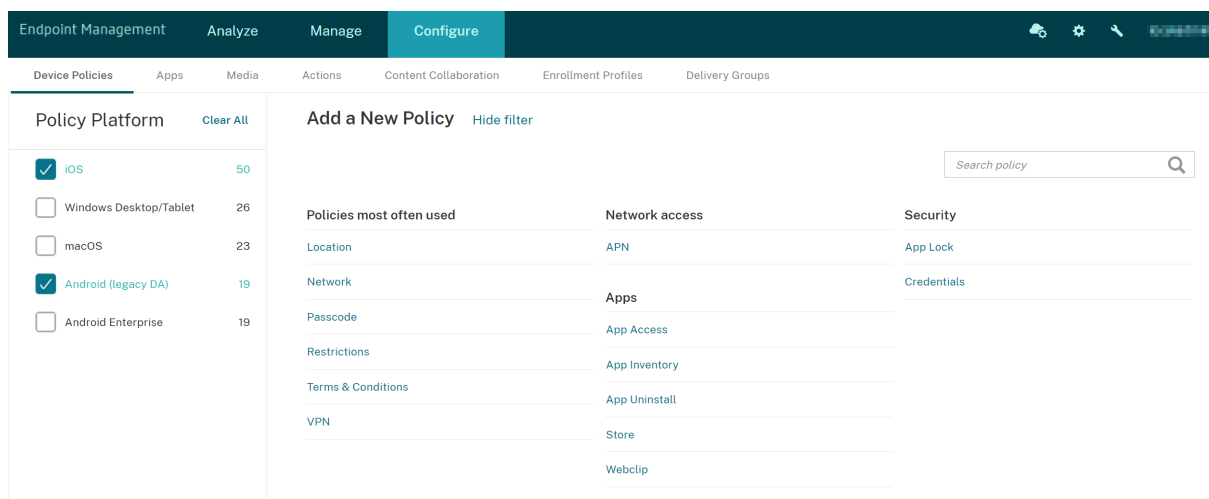 Endpoint Management Analyze Manage Configure
Device Policies Apps Media Actions Content Collaboration Enrollment Profiles Delivery Groups
Policy Platform Clear All
iOS 50
Windows Desktop/Tablet 26
macOS 23
Android (legacy DA) 19
Android Enterprise 19
Add a New Policy Hide filter
Search policy
Policies most often used
Location
Network
Passcode
Restrictions
Terms & Conditions
VPN
Network access
APN
Apps
App Access
App Inventory
App Uninstall
Store
Webclip
Security
App Lock
Credentials